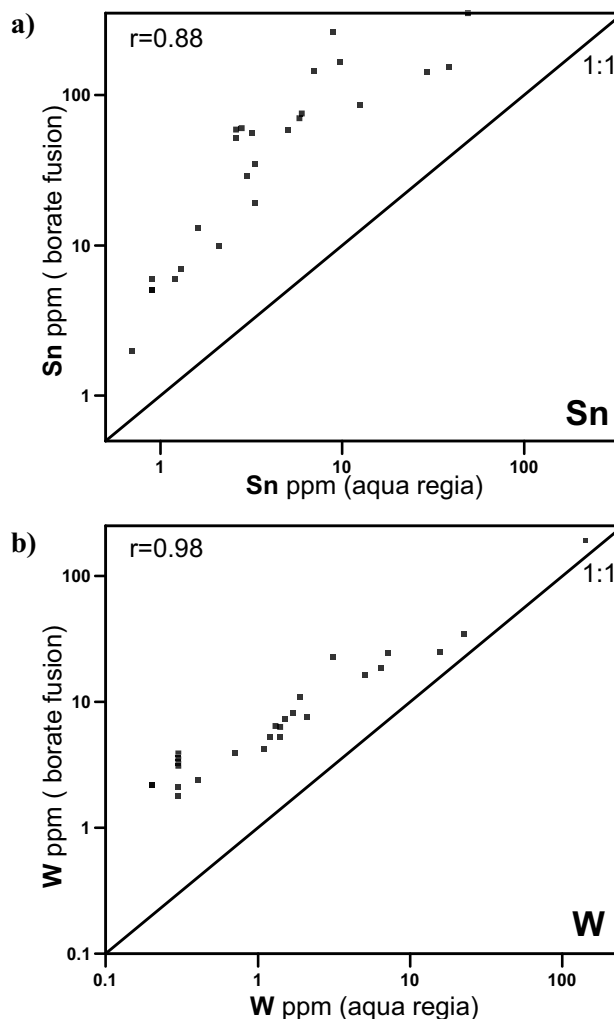 a)
r=0.88
1:1
100
10
1
Sn ppm ( borate fusion)
Sn
1 10 100
Sn ppm (aqua regia)
b)
r=0.98
1:1
100
10
1
0.1
W ppm ( borate fusion)
W
0.1 1 10 100
W ppm (aqua regia)